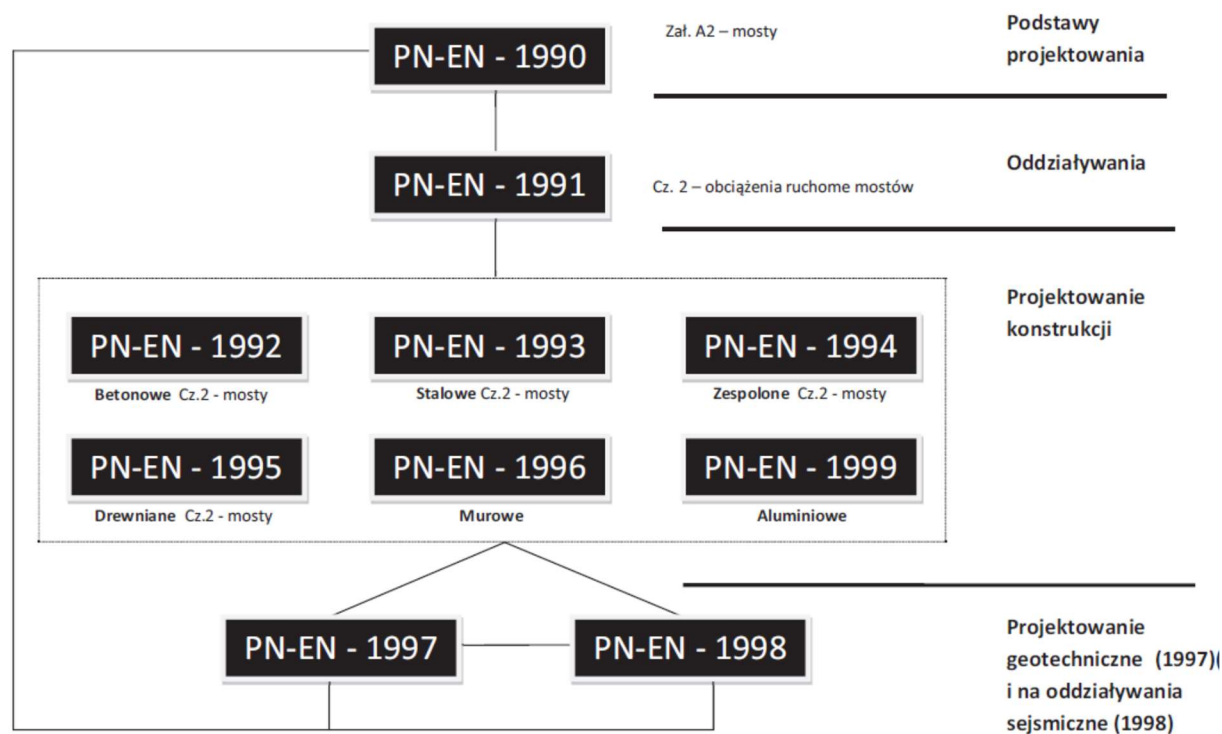 PN-EN - 1990
Zał. A2 – mosty
Podstawy
projektowania
PN-EN - 1991
Cz. 2 – obciążenia ruchome mostów
Oddziaływania
Projektowanie
konstrukcji
PN-EN - 1992
PN-EN - 1993
PN-EN - 1994
Betonowe Cz.2 - mosty
Stalowe Cz.2 - mosty
Zespolone Cz.2 - mosty
PN-EN - 1995
PN-EN - 1996
PN-EN - 1999
Drewniane Cz.2 - mosty
Murowe
Aluminiowe
PN-EN - 1997
PN-EN - 1998
Projektowanie
geotechniczne (1997)(
i na oddziaływania
sejsmiczne (1998)